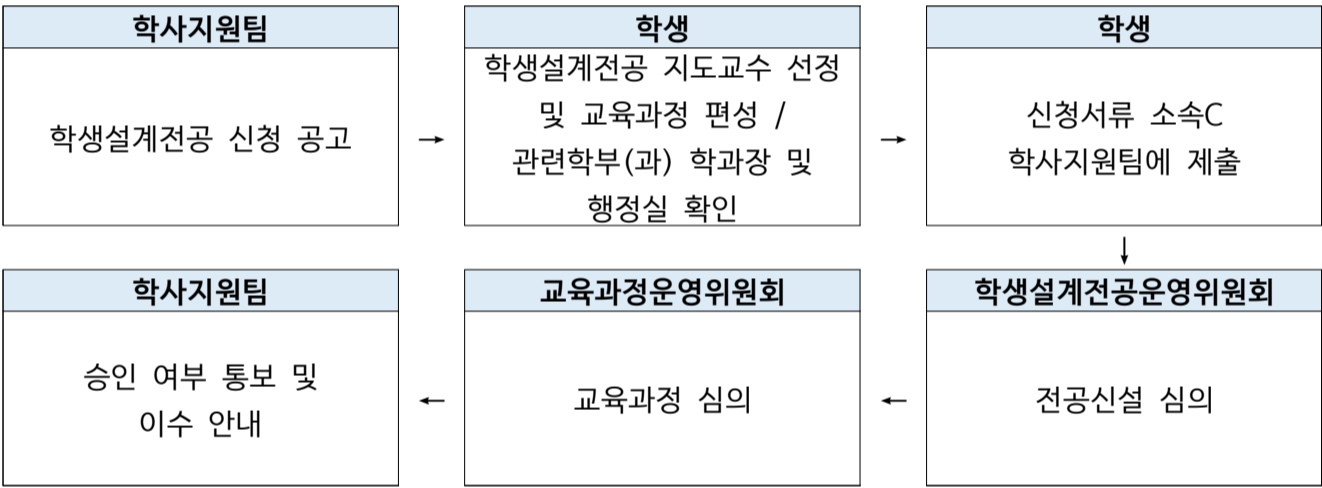 학사지원팀
학생설계전공 신청 공고
→
학생
학생설계전공 지도교수 선정
및 교육과정 편성 /
관련학부(과) 학과장 및
행정실 확인
→
학생
신청서류 소속C
학사지원팀에 제출
↓
학생설계전공운영위원회
전공신설 심의
←
교육과정운영위원회
교육과정 심의
←
학사지원팀
승인 여부 통보 및
이수 안내